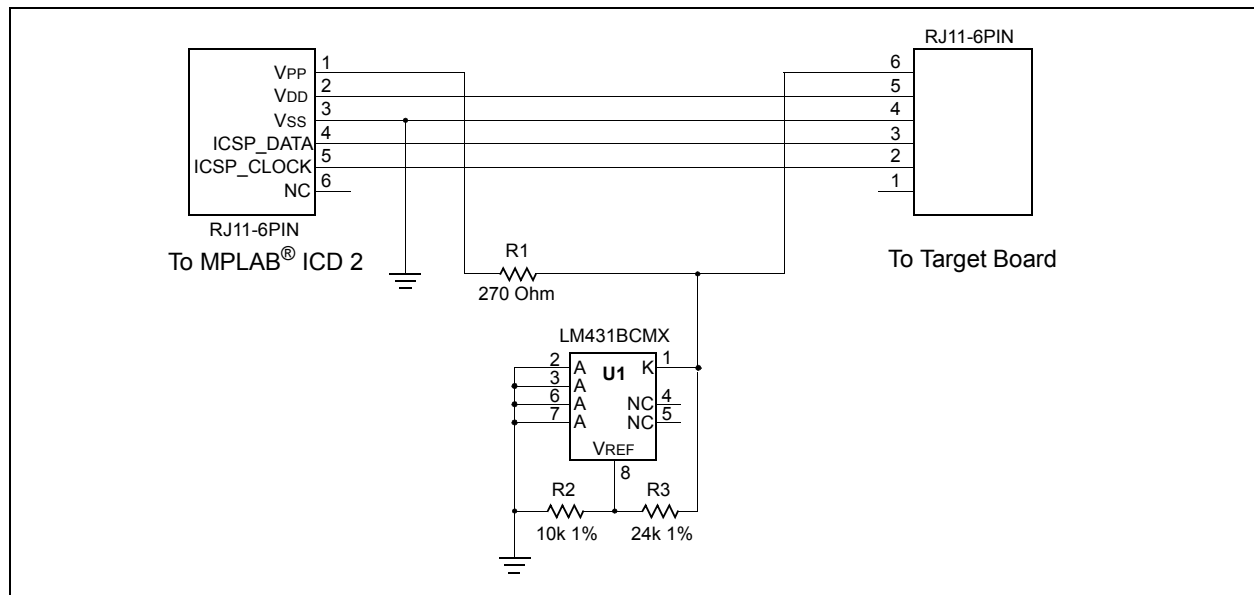 RJ11-6PIN
VPP 1
VDD 2
VSS 3
ICSP_DATA 4
ICSP_CLOCK 5
NC 6
RJ11-6PIN
To MPLAB® ICD 2
6
5
4
3
2
1
To Target Board
R1
270 Ohm
LM431BCMX
2 A U1 K 1
3 A
6 A NC 4
7 A NC 5
VREF
8
R2 R3
10k 1% 24k 1%